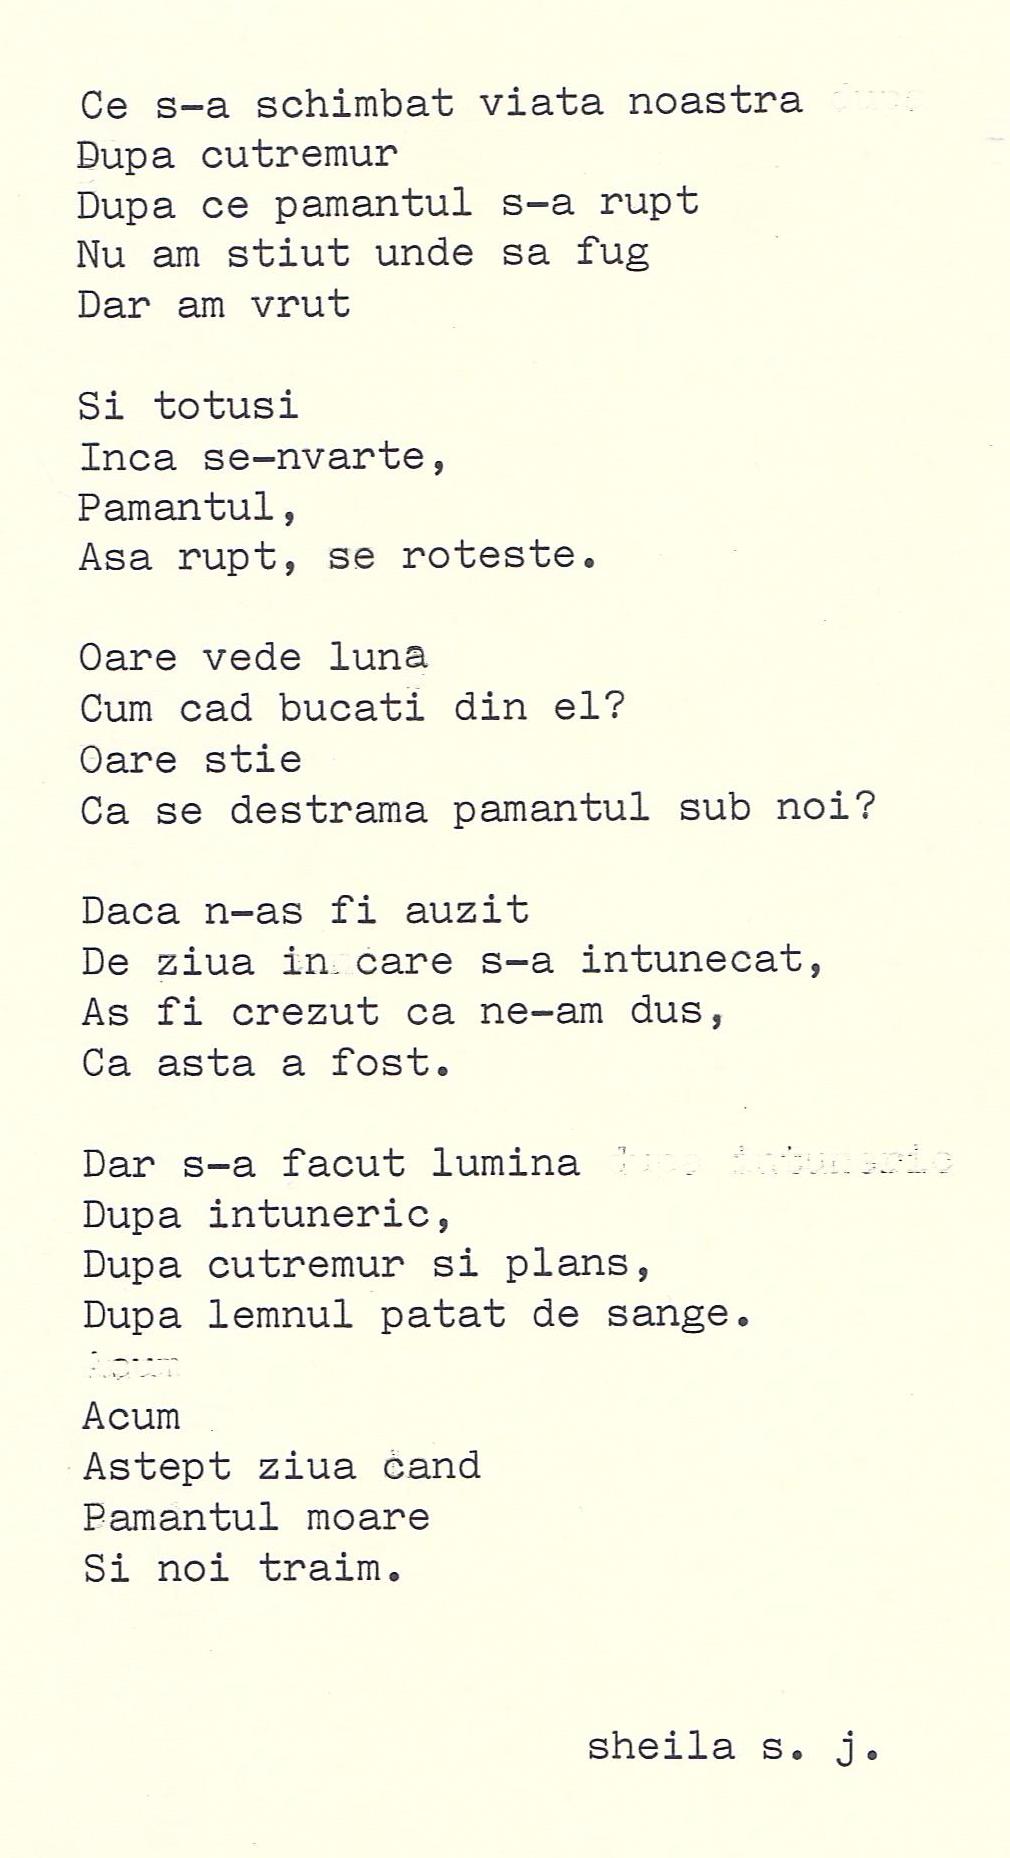 Ce s-a schimbat viata noastra
Dupa cutremur
Dupa ce pamantul s-a rupt
Nu am stiut unde sa fug
Dar am vrut
Si totusi
Inca se-nvarte,
Pamantul,
Asa rupt, se roteste.
Oare vede luna
Cum cad bucati din el?
Oare stie
Ca se destrama pamantul sub noi?
Daca n-as fi auzit
De ziua in care s-a intunecat,
As fi crezut ca ne-am dus,
Ca asta a fost.
Dar s-a facut lumina
Dupa intuneric,
Dupa cutremur si plans,
Dupa lemnul patat de sange.
Acum
Astept ziua cand
Pamantul moare
Si noi traim.
sheila s. j.